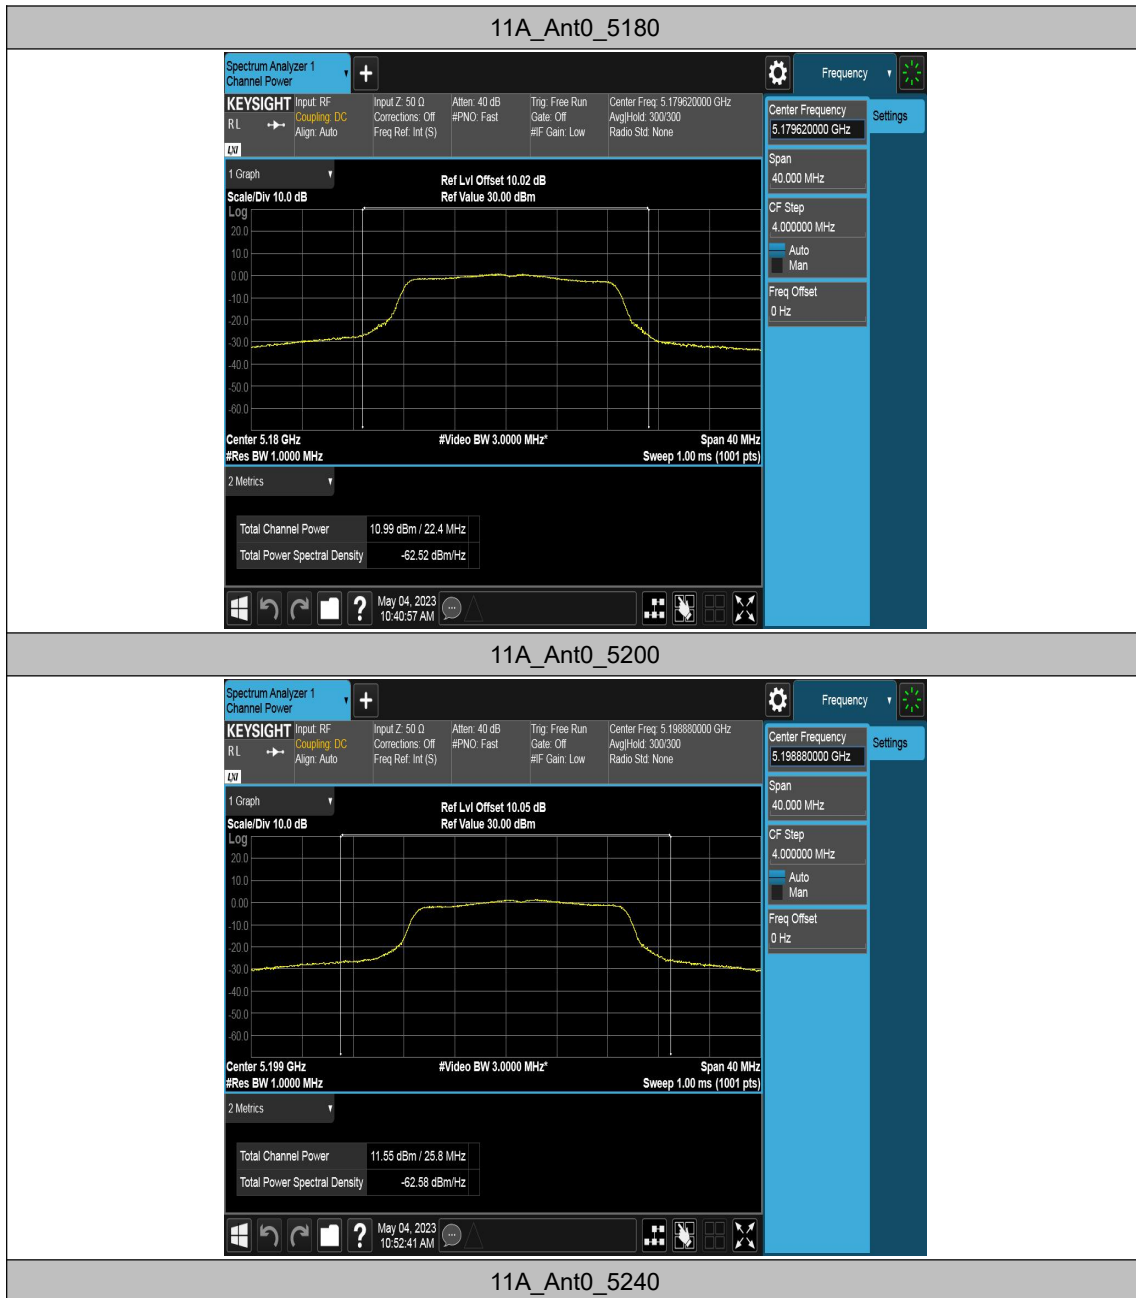 11A_Ant0_5180
Spectrum Analyzer 1
Channel Power
Frequency
KEYSIGHT Input: RF Input Z: 50 Ω Atten: 40 dB Trig: Free Run Center Freq: 5.179620000 GHz
RL Coupling: DC Corrections: Off #PNO: Fast Gate: Off Avg|Hold: 300/300
Align: Auto Freq Ref: Int (S) #IF Gain: Low Radio Std: None
LXI
Center Frequency
5.179620000 GHz
Settings
Span
40.000 MHz
CF Step
4.000000 MHz
Auto
Man
Freq Offset
0 Hz
1 Graph
Ref Lvl Offset 10.02 dB
Scale/Div 10.0 dB Ref Value 30.00 dBm
Log
20.0
10.0
0.00
-10.0
-20.0
-30.0
-40.0
-50.0
-60.0
Center 5.18 GHz #Video BW 3.0000 MHz* Span 40 MHz
#Res BW 1.0000 MHz Sweep 1.00 ms (1001 pts)
2 Metrics
Total Channel Power 10.99 dBm / 22.4 MHz
Total Power Spectral Density -62.52 dBm/Hz
May 04, 2023
10:40:57 AM
11A_Ant0_5200
Spectrum Analyzer 1
Channel Power
Frequency
KEYSIGHT Input: RF Input Z: 50 Ω Atten: 40 dB Trig: Free Run Center Freq: 5.198880000 GHz
RL Coupling: DC Corrections: Off #PNO: Fast Gate: Off Avg|Hold: 300/300
Align: Auto Freq Ref: Int (S) #IF Gain: Low Radio Std: None
LXI
Center Frequency
5.198880000 GHz
Settings
Span
40.000 MHz
CF Step
4.000000 MHz
Auto
Man
Freq Offset
0 Hz
1 Graph
Ref Lvl Offset 10.05 dB
Scale/Div 10.0 dB Ref Value 30.00 dBm
Log
20.0
10.0
0.00
-10.0
-20.0
-30.0
-40.0
-50.0
-60.0
Center 5.199 GHz #Video BW 3.0000 MHz* Span 40 MHz
#Res BW 1.0000 MHz Sweep 1.00 ms (1001 pts)
2 Metrics
Total Channel Power 11.55 dBm / 25.8 MHz
Total Power Spectral Density -62.58 dBm/Hz
May 04, 2023
10:52:41 AM
11A_Ant0_5240